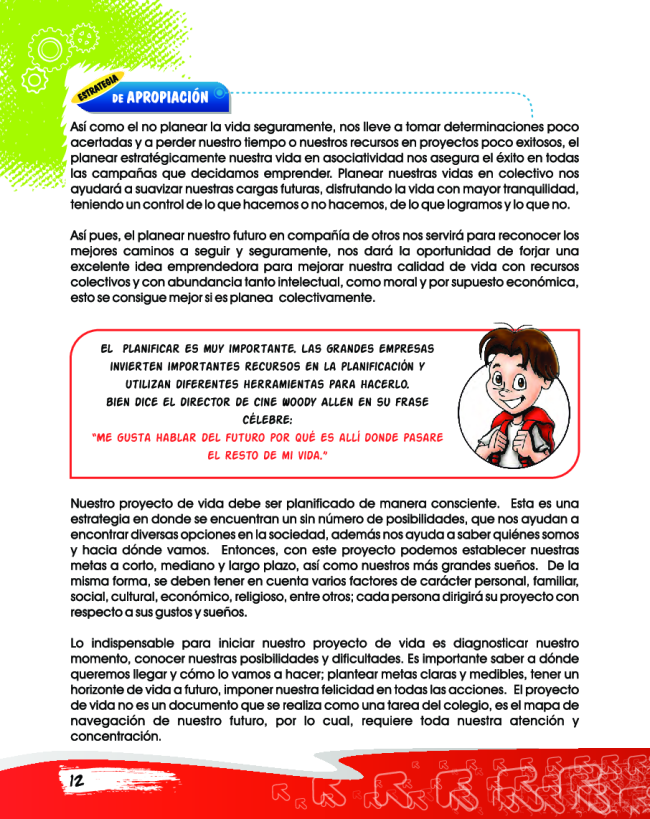 ESTRATEGIA
DE APROPIACIÓN
Así como el no planear la vida seguramente, nos lleve a tomar determinaciones poco
acertadas y a perder nuestro tiempo o nuestros recursos en proyectos poco exitosos, el
planear estratégicamente nuestra vida en asociatividad nos asegura el éxito en todas
las campañas que decidamos emprender. Planear nuestras vidas en colectivo nos
ayudará a suavizar nuestras cargas futuras, disfrutando la vida con mayor tranquilidad,
teniendo un control de lo que hacemos o no hacemos, de lo que logramos y lo que no.
Así pues, el planear nuestro futuro en compañía de otros nos servirá para reconocer los
mejores caminos a seguir y seguramente, nos dará la oportunidad de forjar una
excelente idea emprendedora para mejorar nuestra calidad de vida con recursos
colectivos y con abundancia tanto intelectual, como moral y por supuesto económica,
esto se consigue mejor si es planea colectivamente.
EL PLANIFICAR ES MUY IMPORTANTE. LAS GRANDES EMPRESAS
INVIERTEN IMPORTANTES RECURSOS EN LA PLANIFICACIÓN Y
UTILIZAN DIFERENTES HERRAMIENTAS PARA HACERLO.
BIEN DICE EL DIRECTOR DE CINE WOODY ALLEN EN SU FRASE
CÉLEBRE:
"ME GUSTA HABLAR DEL FUTURO POR QUÉ ES ALLÍ DONDE PASARE
EL RESTO DE MI VIDA."
Nuestro proyecto de vida debe ser planificado de manera consciente. Esta es una
estrategia en donde se encuentran un sin número de posibilidades, que nos ayudan a
encontrar diversas opciones en la sociedad, además nos ayuda a saber quiénes somos
y hacia dónde vamos. Entonces, con este proyecto podemos establecer nuestras
metas a corto, mediano y largo plazo, así como nuestros más grandes sueños. De la
misma forma, se deben tener en cuenta varios factores de carácter personal, familiar,
social, cultural, económico, religioso, entre otros; cada persona dirigirá su proyecto con
respecto a sus gustos y sueños.
Lo indispensable para iniciar nuestro proyecto de vida es diagnosticar nuestro
momento, conocer nuestras posibilidades y dificultades. Es importante saber a dónde
queremos llegar y cómo lo vamos a hacer; plantear metas claras y medibles, tener un
horizonte de vida a futuro, imponer nuestra felicidad en todas las acciones. El proyecto
de vida no es un documento que se realiza como una tarea del colegio, es el mapa de
navegación de nuestro futuro, por lo cual, requiere toda nuestra atención y
concentración.
12